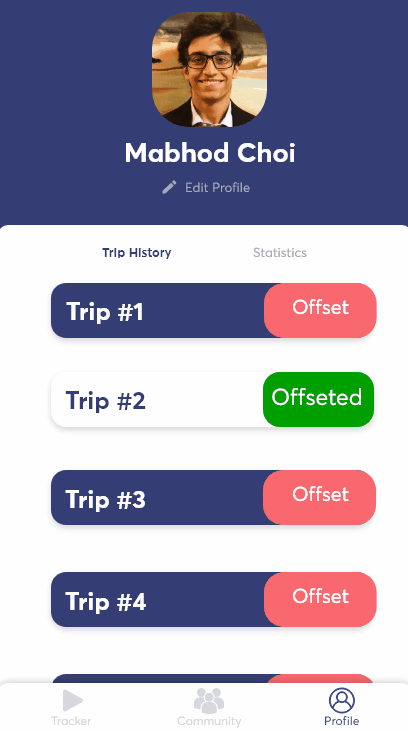 Mabhod Choi
Edit Profile
Trip History Statistics
Trip #1 Offset
Trip #2 Offseted
Trip #3 Offset
Trip #4 Offset
Tracker Community Profile